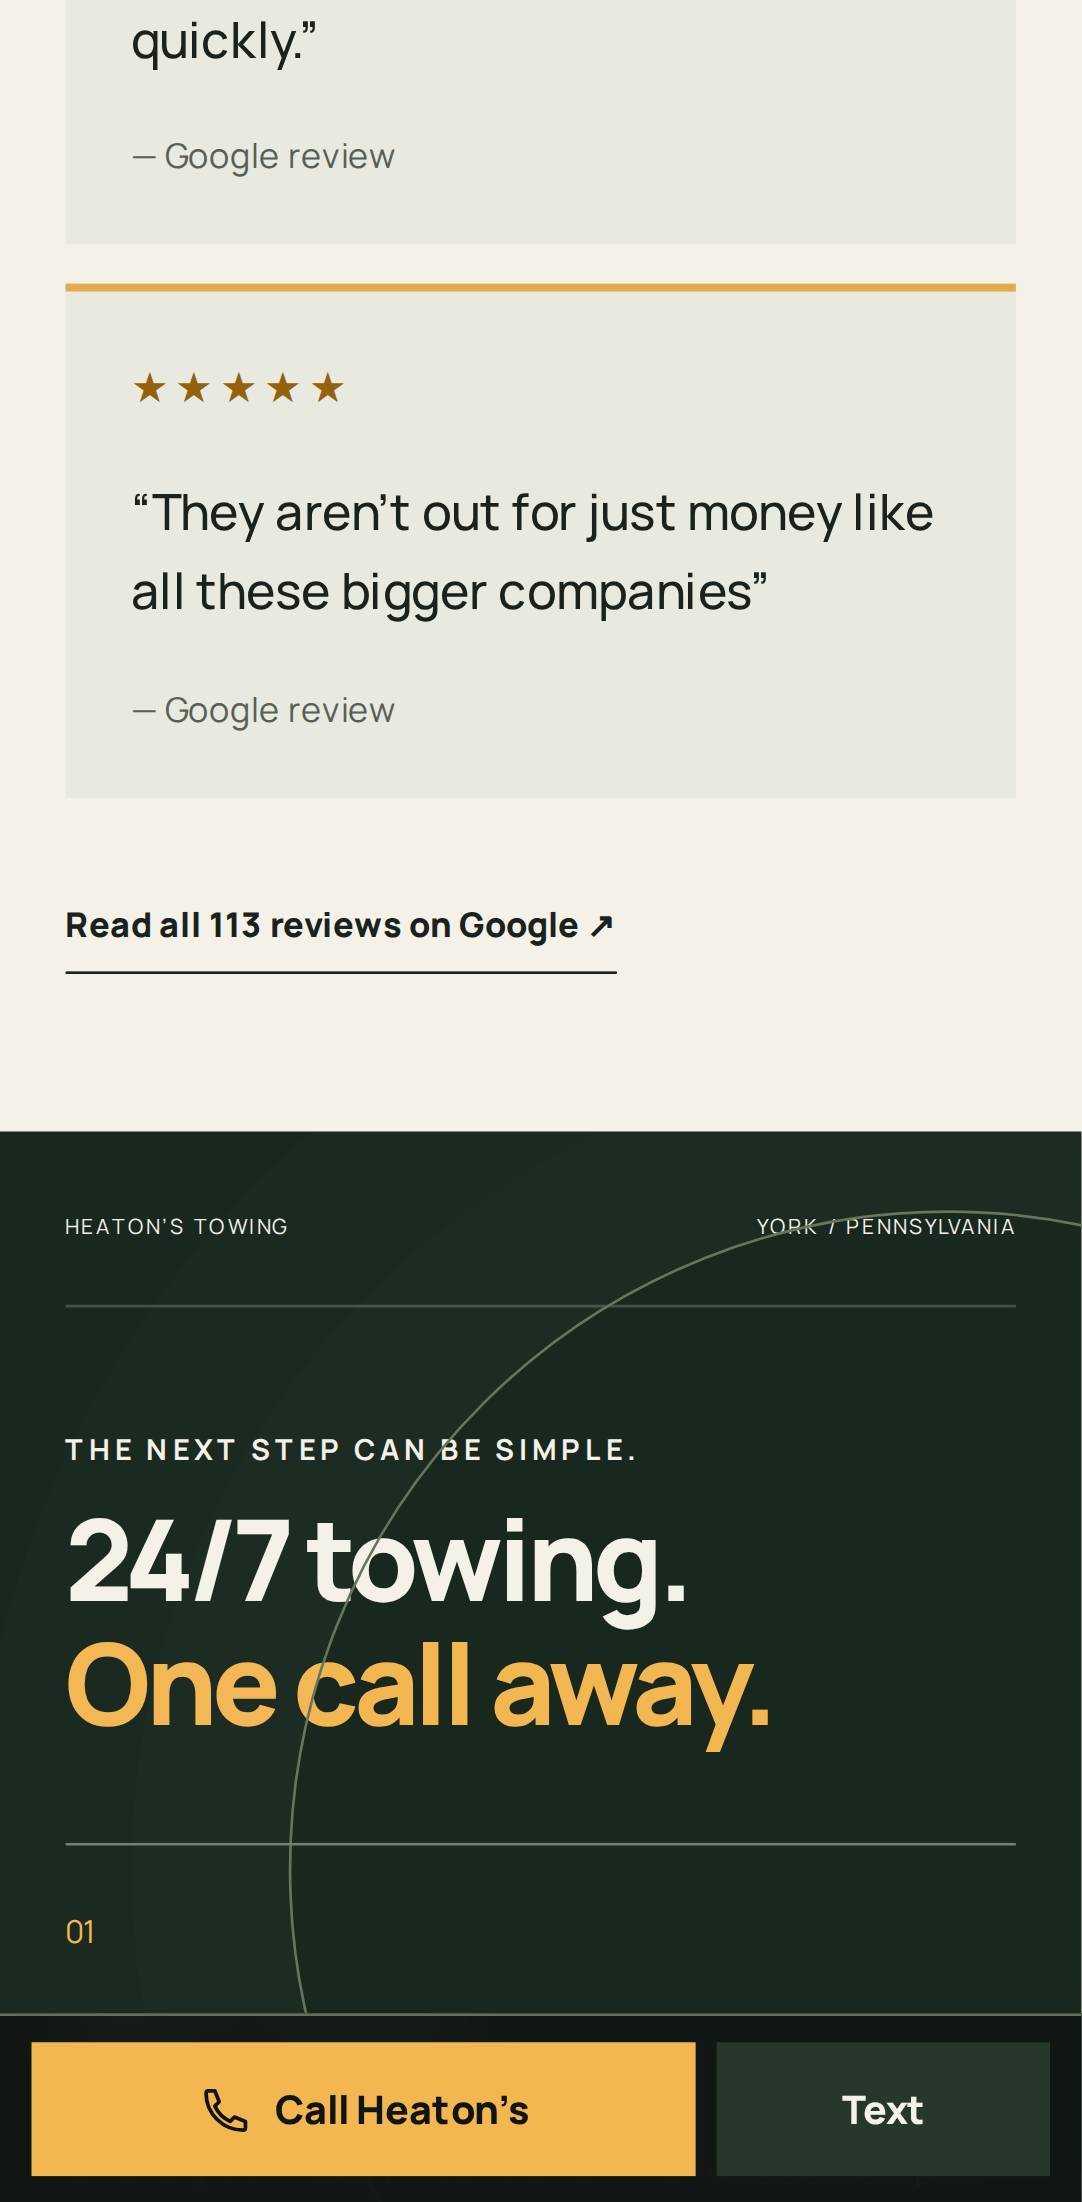 quickly.”
— Google review
★★★★★
“They aren’t out for just money like
all these bigger companies”
— Google review
Read all 113 reviews on Google ↗
HEATON’S TOWING
YORK / PENNSYLVANIA
THE NEXT STEP CAN BE SIMPLE.
24/7 towing.
One call away.
01
Call Heaton’s
Text